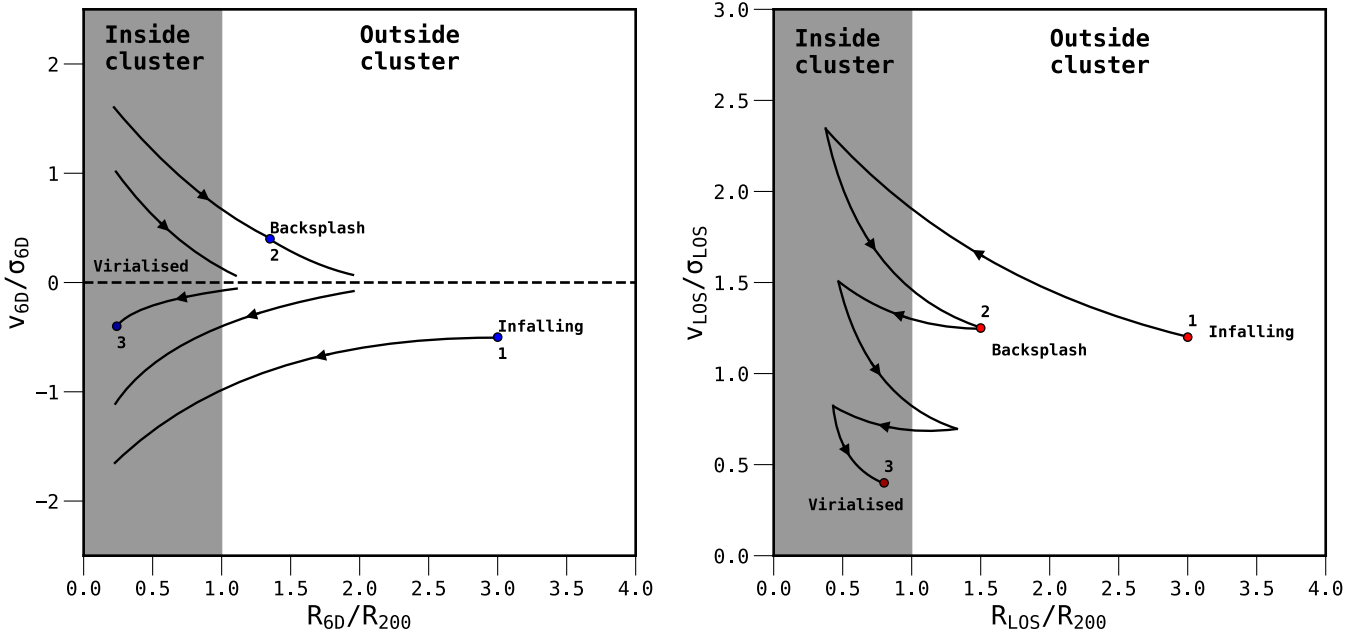 Inside
cluster
Outside
cluster
2
1
0
−1
−2
v6D/σ6D
Backsplash
2
Virialised
3
Infalling
1
0.0 0.5 1.0 1.5 2.0 2.5 3.0 3.5 4.0
R6D/R200
Inside
cluster
Outside
cluster
3.0
2.5
2.0
1.5
1.0
0.5
0.0
vLOS/σLOS
2
Backsplash
1
Infalling
3
Virialised
0.0 0.5 1.0 1.5 2.0 2.5 3.0 3.5 4.0
RLOS/R200